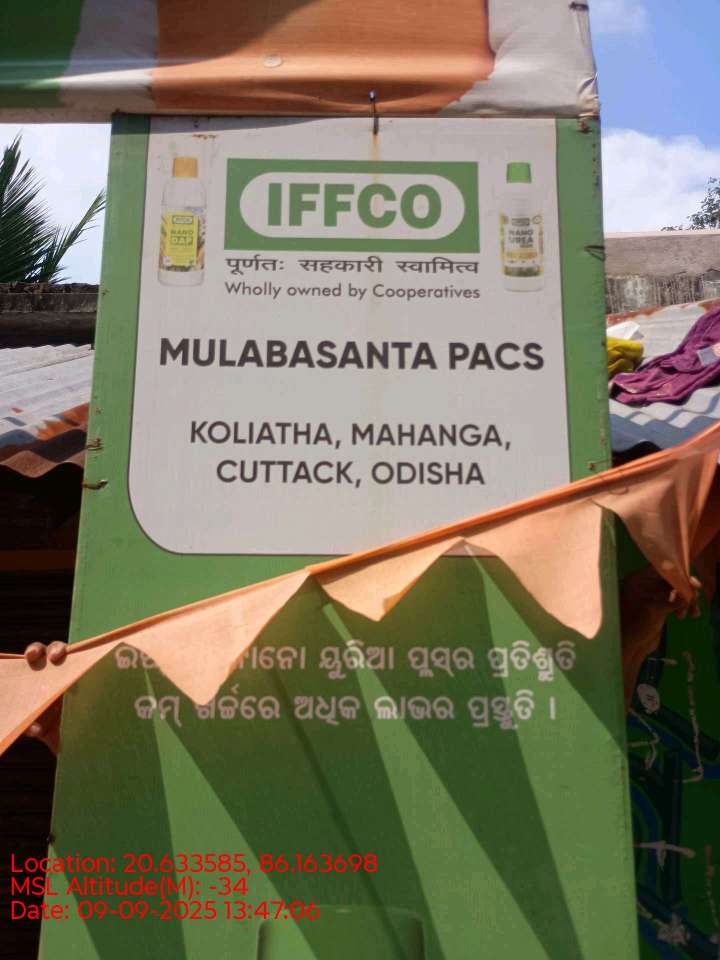 IFFCO
पूर्णतः सहकारी स्वामित्व
Wholly owned by Cooperatives
IFFCO
NANO
DAP
NANO
UREA
MULABASANTA PACS
KOLIATHA, MAHANGA,
CUTTACK, ODISHA
ୟୁରିଆ ପ୍ଲସ୍‌ର ପ୍ରତିଶ୍ରୁତି
କମ୍ ଖର୍ଚ୍ଚରେ ଅଧିକ ଲାଭର ପ୍ରସ୍ତୁତି ।
Location: 20.633585, 86.163698
MSL Altitude(M): -34
Date: 09-09-2025 13:47:06